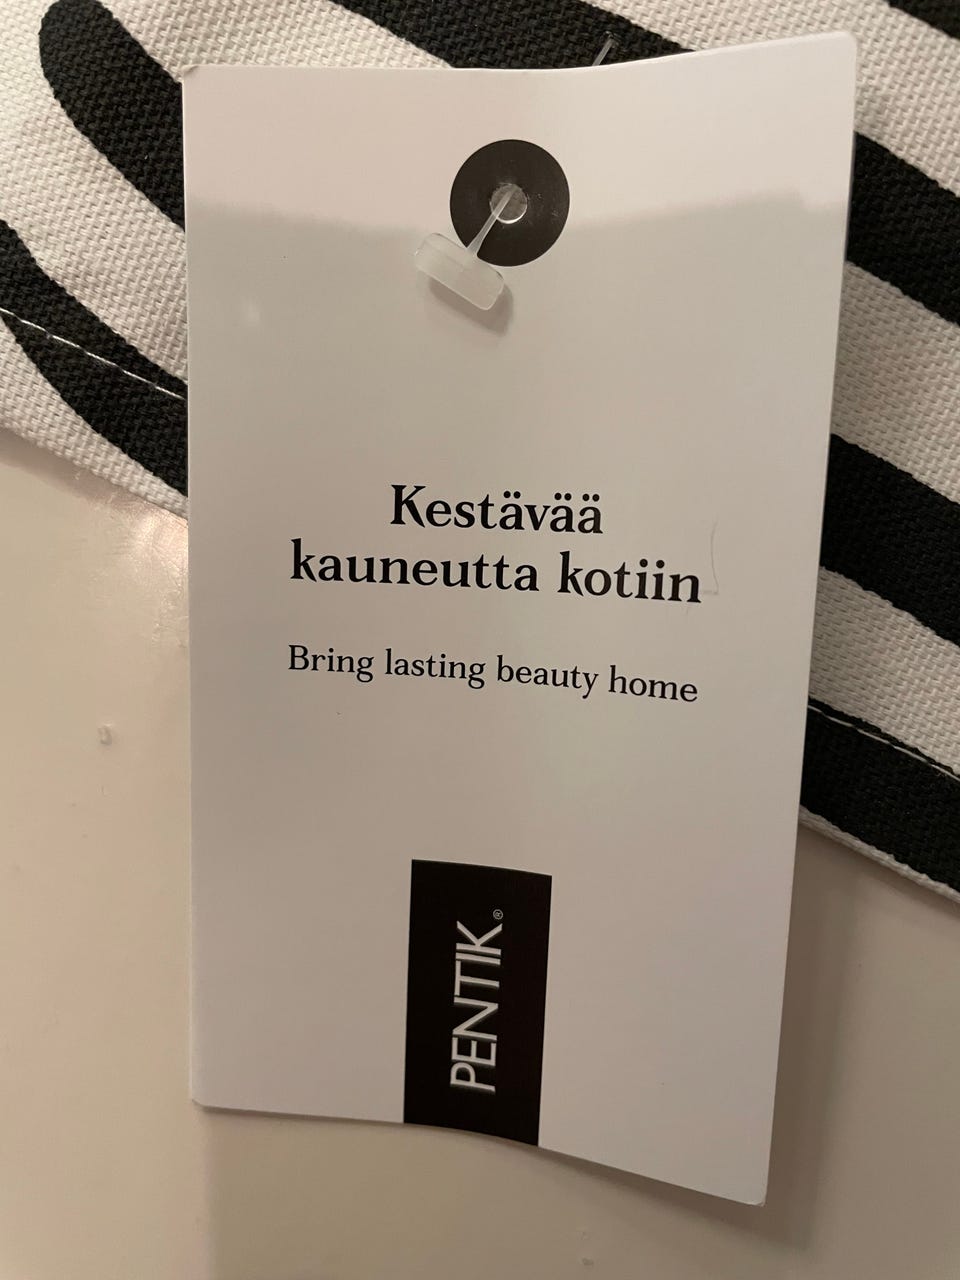 Kestävää
kauneutta kotiin
Bring lasting beauty home
PENTIK®